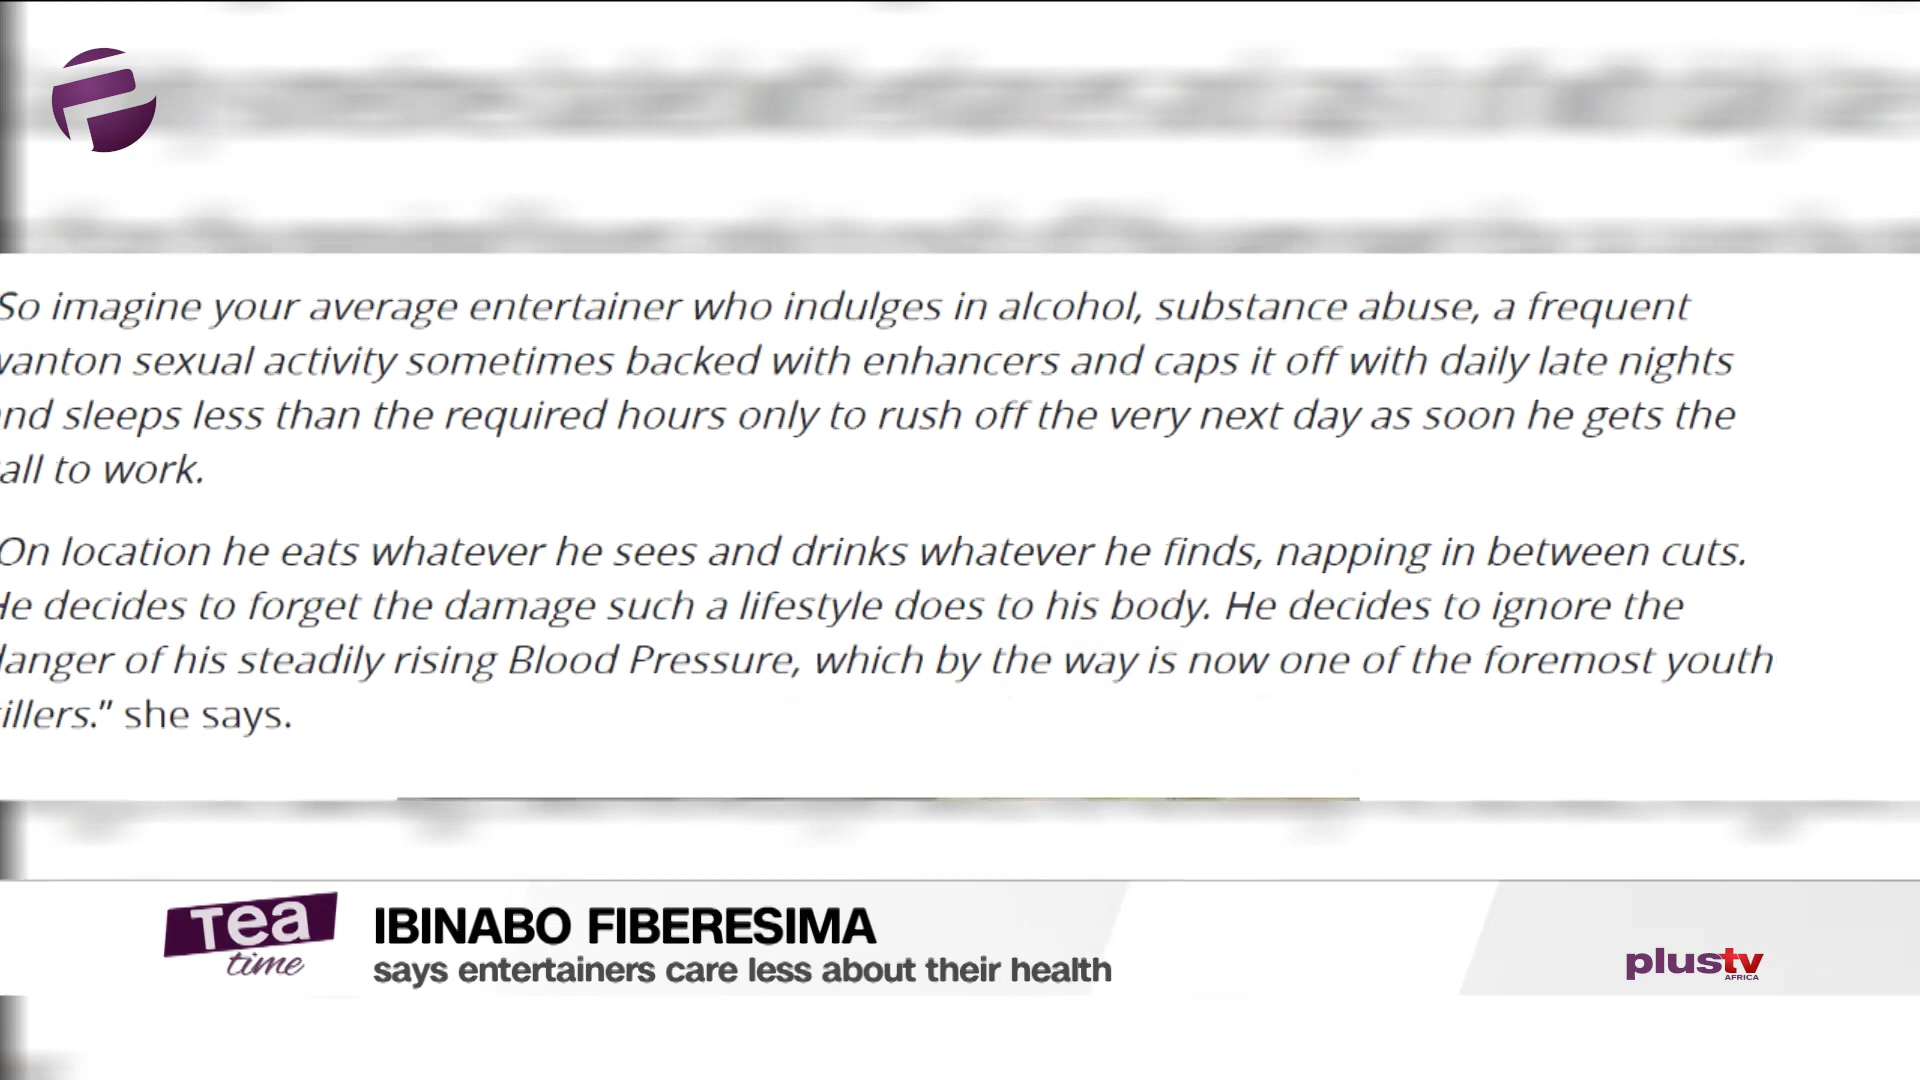 So imagine your average entertainer who indulges in alcohol, substance abuse, a frequent
wanton sexual activity sometimes backed with enhancers and caps it off with daily late nights
nd sleeps less than the required hours only to rush off the very next day as soon he gets the
all to work.
On location he eats whatever he sees and drinks whatever he finds, napping in between cuts.
He decides to forget the damage such a lifestyle does to his body. He decides to ignore the
danger of his steadily rising Blood Pressure, which by the way is now one of the foremost youth
illers.” she says.
Tea
time
IBINABO FIBERESIMA
says entertainers care less about their health
plustv
AFRICA